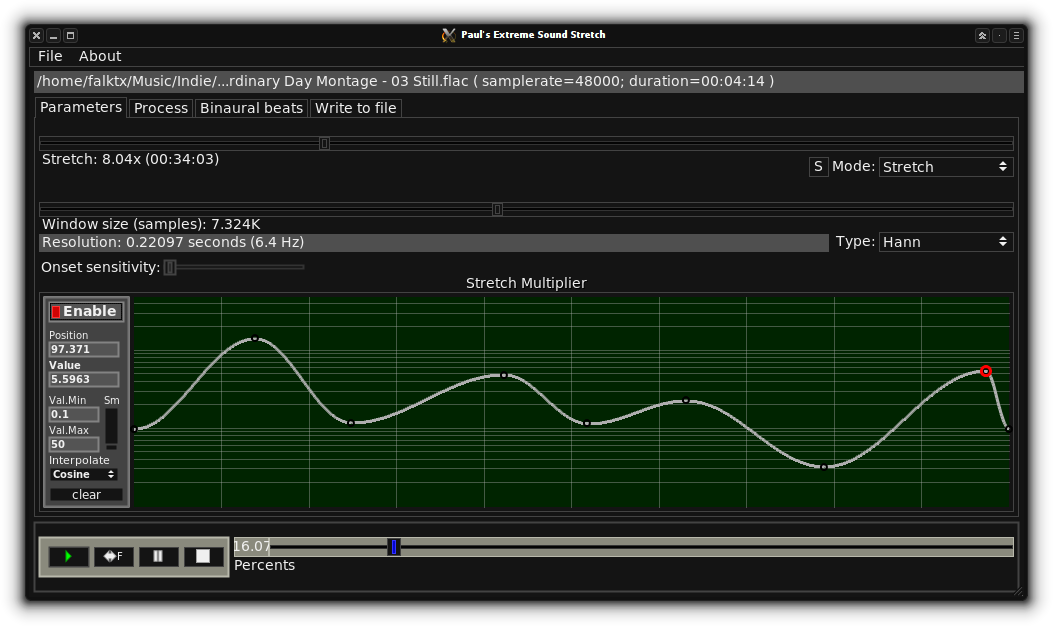 Paul's Extreme Sound Stretch
File About
/home/falktx/Music/Indie/...rdinary Day Montage - 03 Still.flac ( samplerate=48000; duration=00:04:14 )
Parameters Process Binaural beats Write to file
Stretch: 8.04x (00:34:03)
S Mode: Stretch
Window size (samples): 7.324K
Resolution: 0.22097 seconds (6.4 Hz) Type: Hann
Onset sensitivity:
Stretch Multiplier
Enable
Position
97.371
Value
5.5963
Val.Min Sm
0.1
Val.Max
50
Interpolate
Cosine
clear
F 16.07
Percents